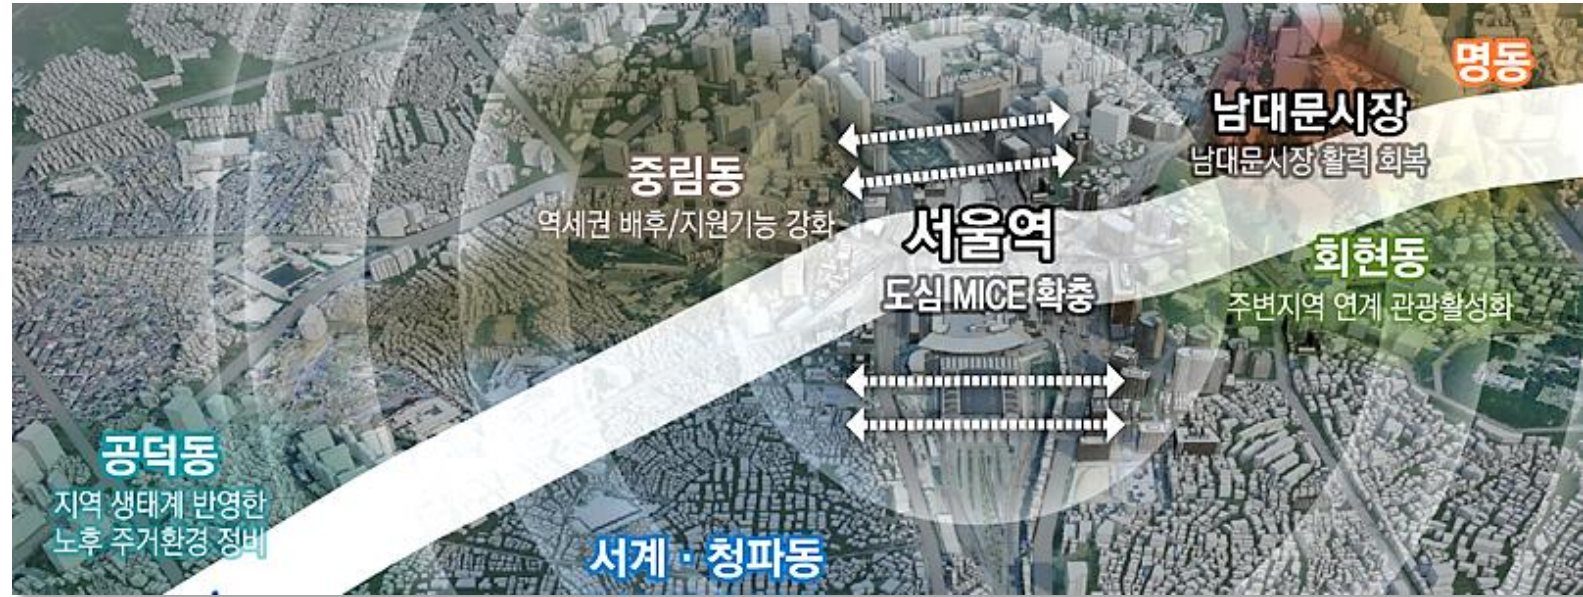 명동
남대문시장
남대문시장 활력 회복
중림동
역세권 배후/지원기능 강화
서울역
도심 MICE 확충
회현동
주변지역 연계 관광활성화
공덕동
지역 생태계 반영한
노후 주거환경 정비
서계·청파동